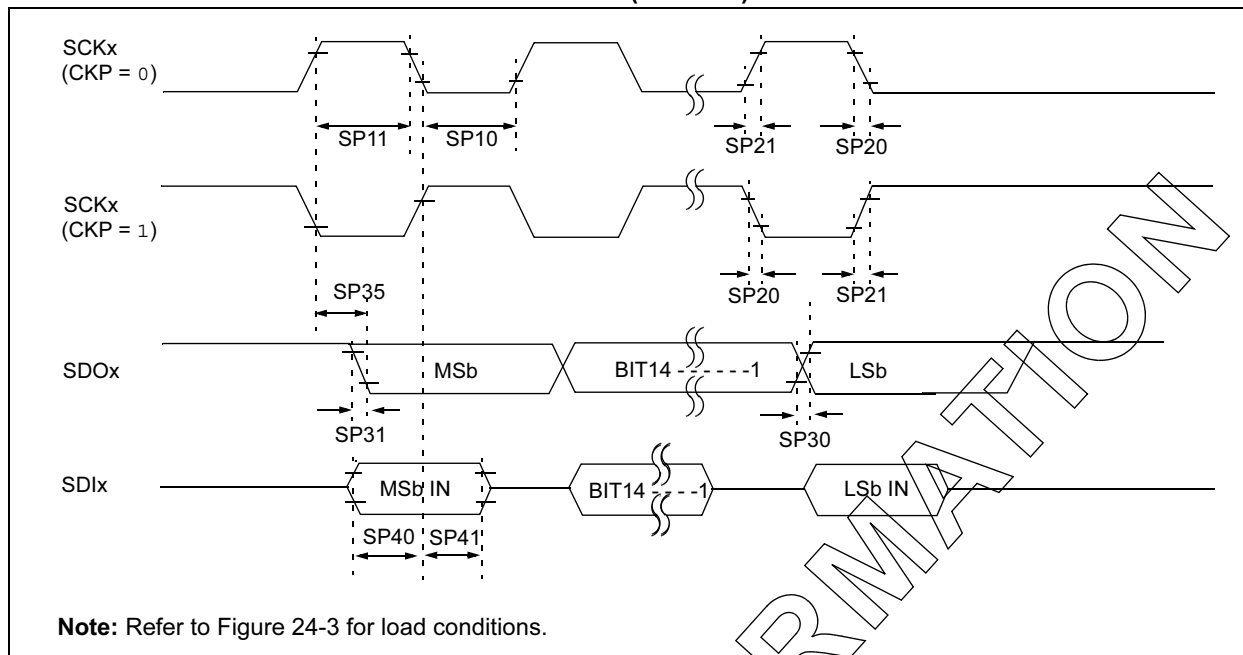 SCKx
(CKP = 0)
SP11
SP10
SP21
SP20
SCKx
(CKP = 1)
SP35
SP20
SP21
SDOx
MSb
BIT14 - - - - - - -1
LSb
SP31
SP30
SDIx
MSb IN
BIT14 - - - -1
LSb IN
SP40
SP41
Note: Refer to Figure 24-3 for load conditions.
RMATION